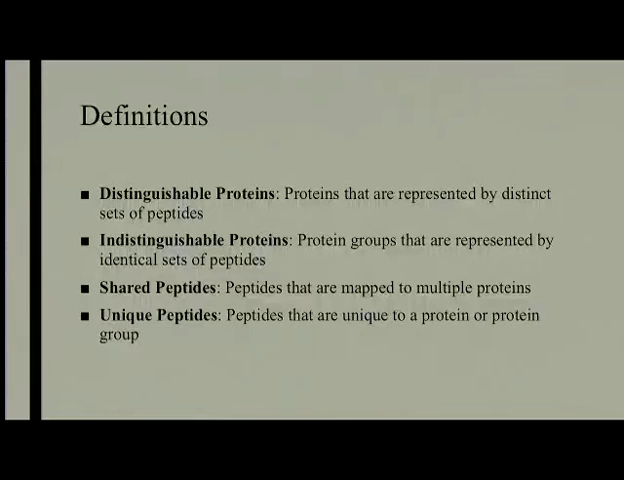 Definitions
■ Distinguishable Proteins: Proteins that are represented by distinct
sets of peptides
■ Indistinguishable Proteins: Protein groups that are represented by
identical sets of peptides
■ Shared Peptides: Peptides that are mapped to multiple proteins
■ Unique Peptides: Peptides that are unique to a protein or protein
group